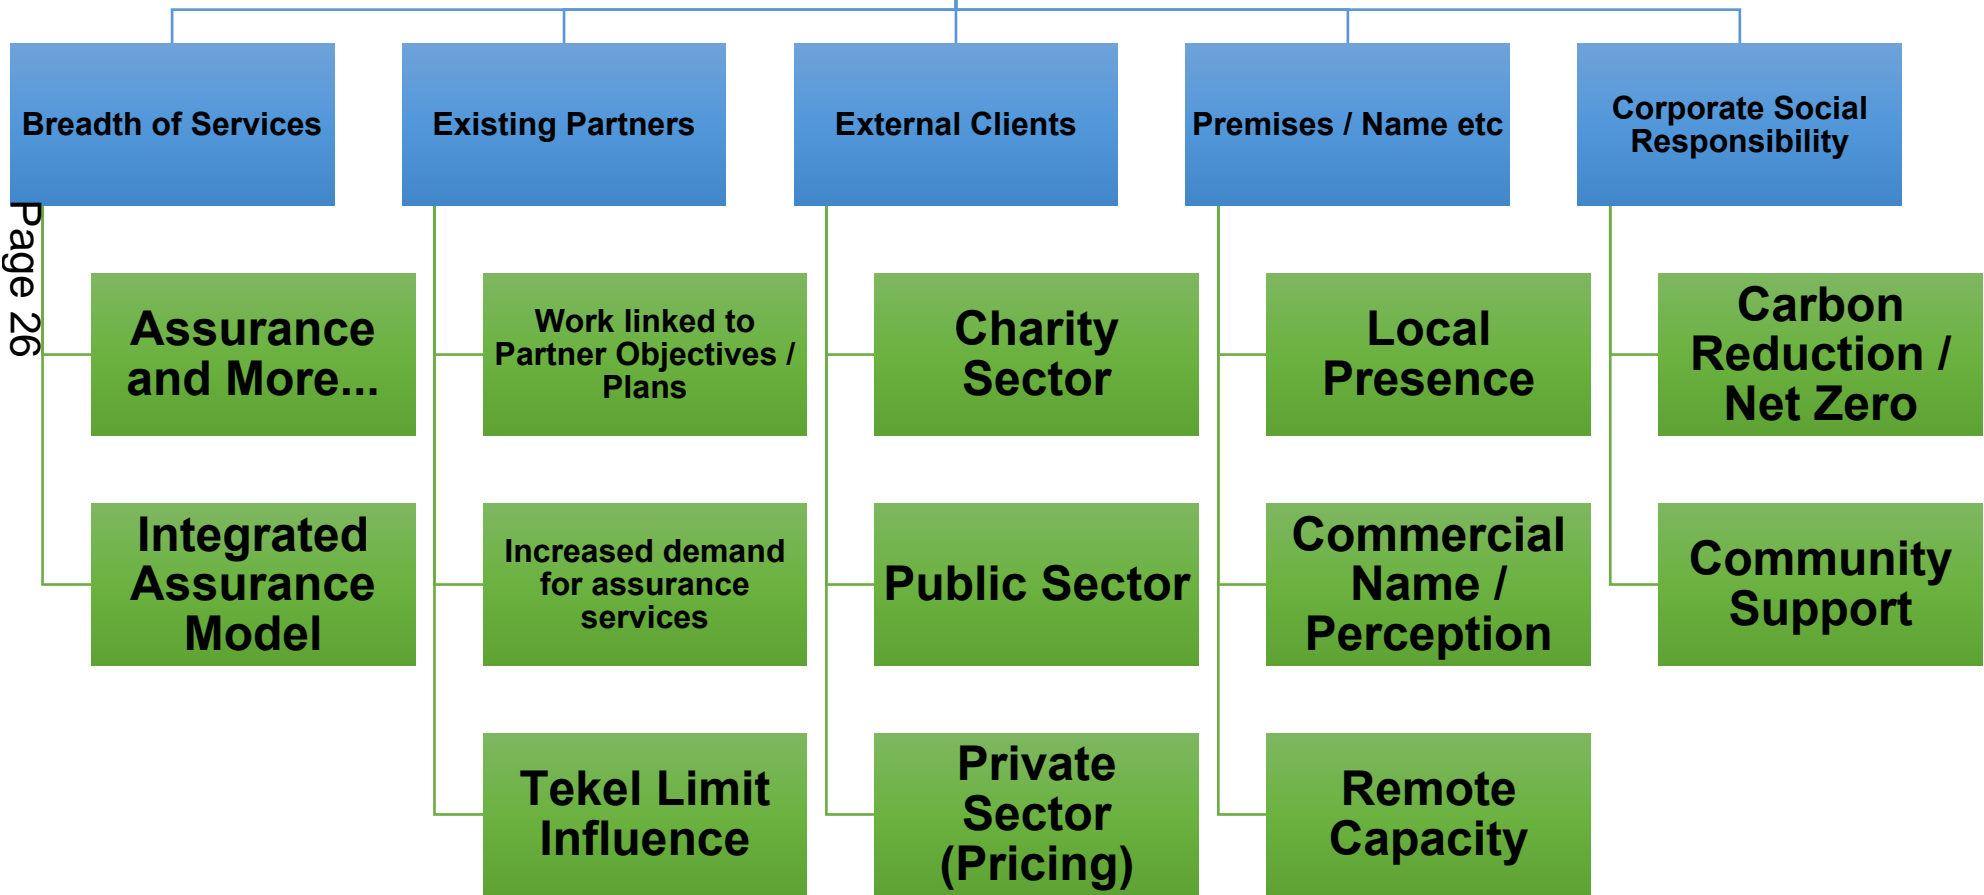 Breadth of Services
Existing Partners
External Clients
Premises / Name etc
Corporate Social
Responsibility
Page 26
Assurance
and More...
Integrated
Assurance
Model
Work linked to
Partner Objectives /
Plans
Increased demand
for assurance
services
Tekel Limit
Influence
Charity
Sector
Public Sector
Private
Sector
(Pricing)
Local
Presence
Commercial
Name /
Perception
Remote
Capacity
Carbon
Reduction /
Net Zero
Community
Support